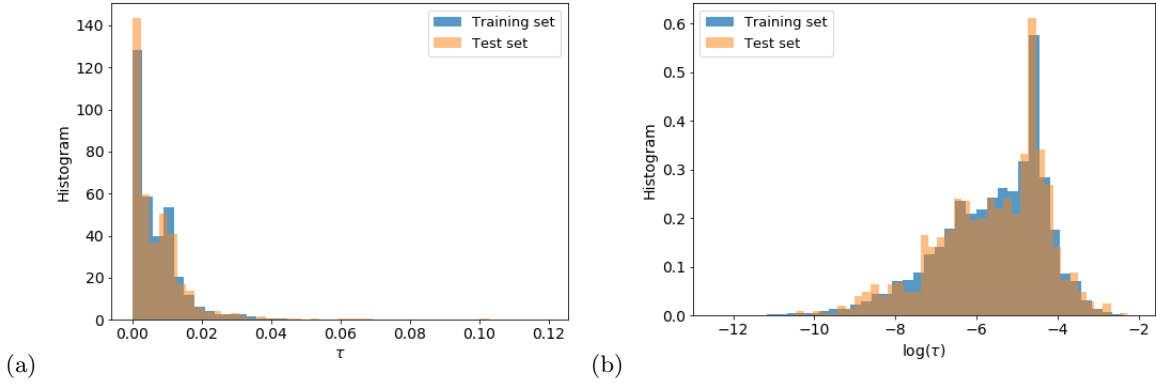 Training set
Test set
Histogram
140
120
100
80
60
40
20
0
0.00 0.02 0.04 0.06 0.08 0.10 0.12
τ
(a)
Training set
Test set
Histogram
0.6
0.5
0.4
0.3
0.2
0.1
0.0
−12 −10 −8 −6 −4 −2
log(τ)
(b)